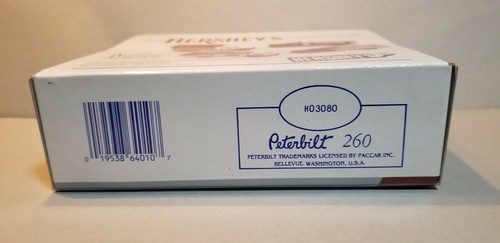 HERSHEY'S
H03080
Peterbilt 260
PETERBILT TRADEMARKS LICENSED BY PACCAR INC.
BELLEVUE, WASHINGTON, U.S.A.
0 19538 64010 7